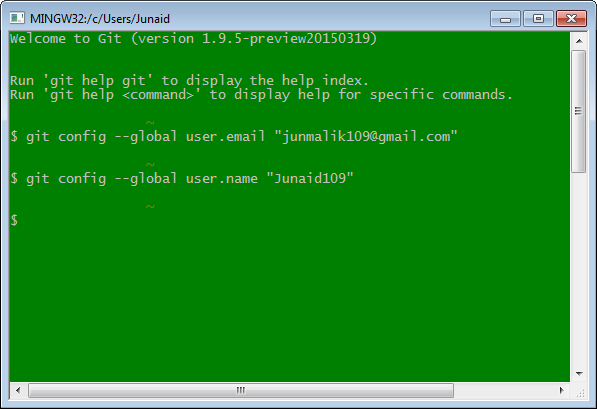 MINGW32:/c/Users/Junaid
Welcome to Git (version 1.9.5-preview20150319)
Run 'git help git' to display the help index.
Run 'git help <command>' to display help for specific commands.
~
$ git config --global user.email "junmalik109@gmail.com"
~
$ git config --global user.name "Junaid109"
~
$